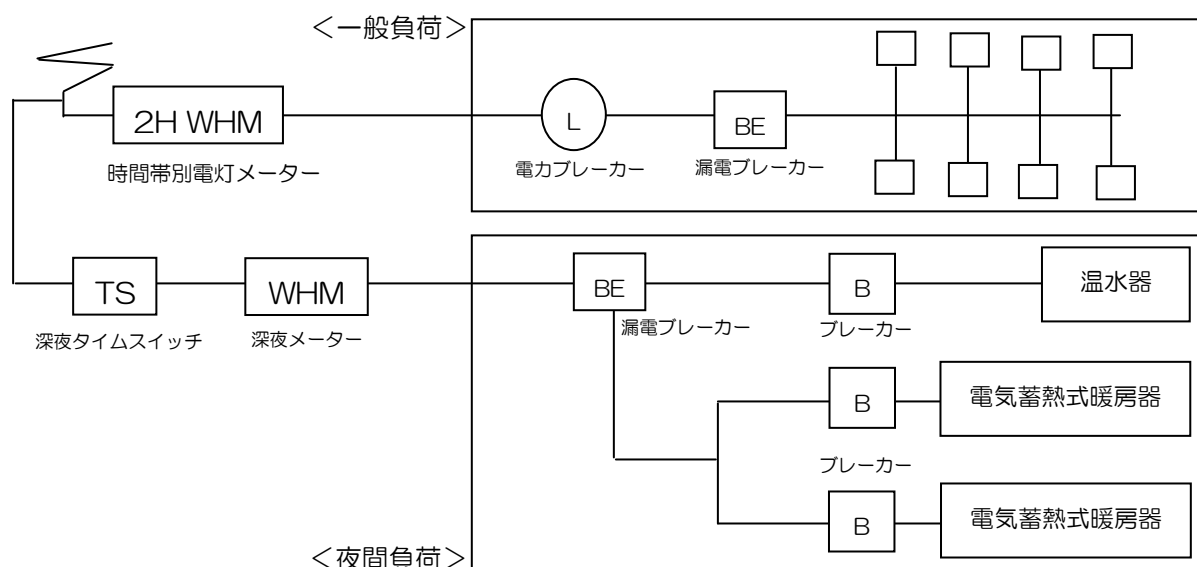 ＜一般負荷＞
2H WHM
L
BE
時間帯別電灯メーター
電力ブレーカー
漏電ブレーカー
TS
WHM
BE
B
温水器
深夜タイムスイッチ
深夜メーター
漏電ブレーカー
ブレーカー
B
電気蓄熱式暖房器
ブレーカー
B
電気蓄熱式暖房器
＜夜間負荷＞